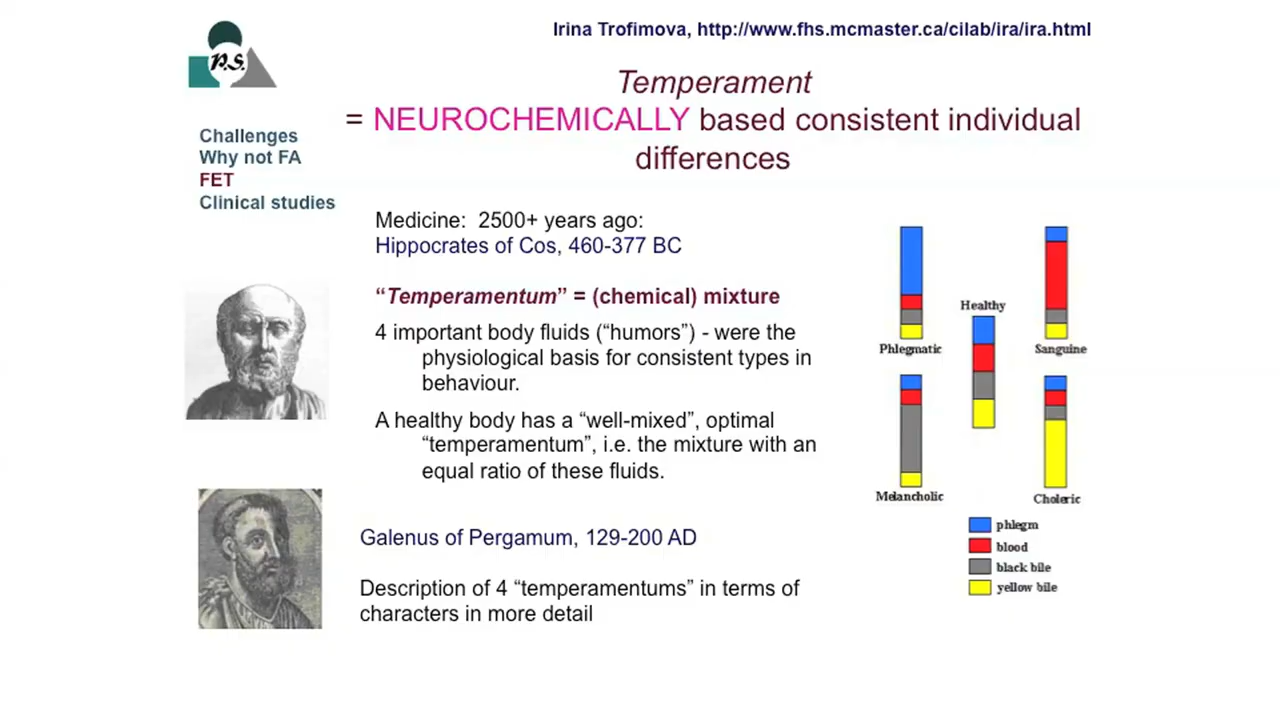 Irina Trofimova, http://www.fhs.mcmaster.ca/cilab/ira/ira.html
P.S.
Temperament
= NEUROCHEMICALLY based consistent individual
differences
Challenges
Why not FA
FET
Clinical studies
Medicine:  2500+ years ago:
Hippocrates of Cos, 460-377 BC
“Temperamentum” = (chemical) mixture
4 important body fluids (“humors”) - were the
physiological basis for consistent types in
behaviour.
A healthy body has a “well-mixed”, optimal
“temperamentum”, i.e. the mixture with an
equal ratio of these fluids.
Galenus of Pergamum, 129-200 AD
Description of 4 “temperamentums” in terms of
characters in more detail
Healthy
Phlegmatic
Sanguine
Melancholic
Choleric
phlegm
blood
black bile
yellow bile